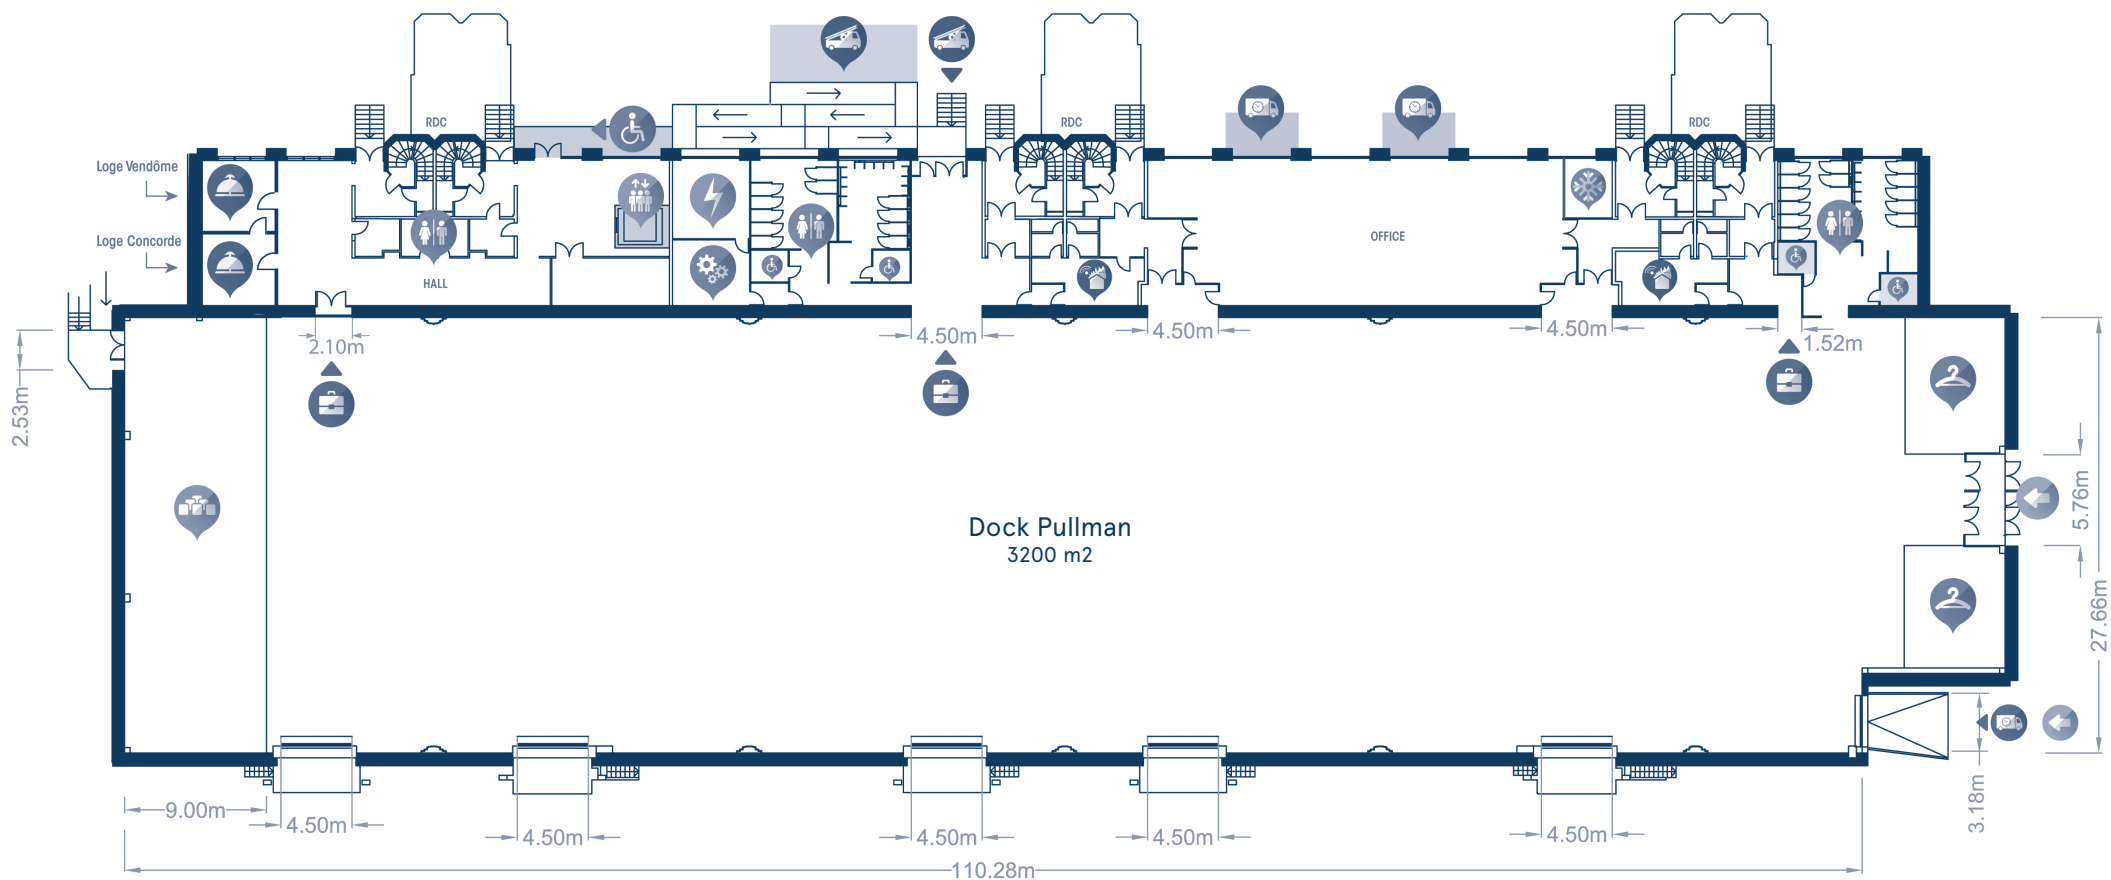 RDC
RDC
RDC
Loge Vendôme
Loge Concorde
HALL
OFFICE
2.10m
4.50m
4.50m
4.50m
1.52m
2.53m
5.76m
27.66m
Dock Pullman
3200 m2
3.18m
9.00m
4.50m
4.50m
4.50m
4.50m
4.50m
110.28m